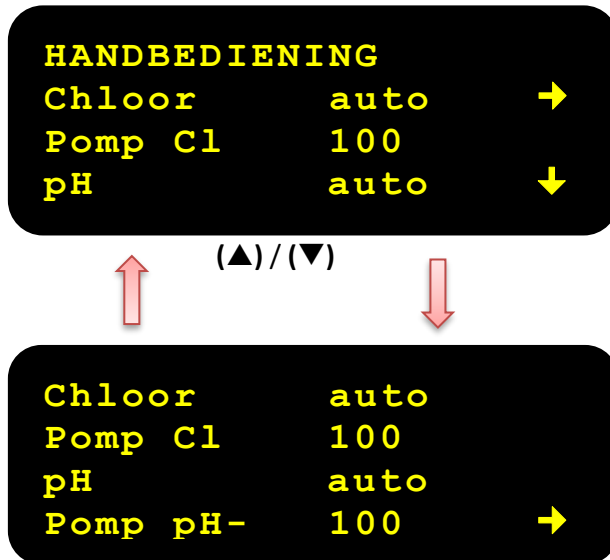 HANDBEDIENING
Chloor auto →
Pomp Cl 100
pH auto ↓
(▲) / (▼)
Chloor auto
Pomp Cl 100
pH auto
Pomp pH- 100 →